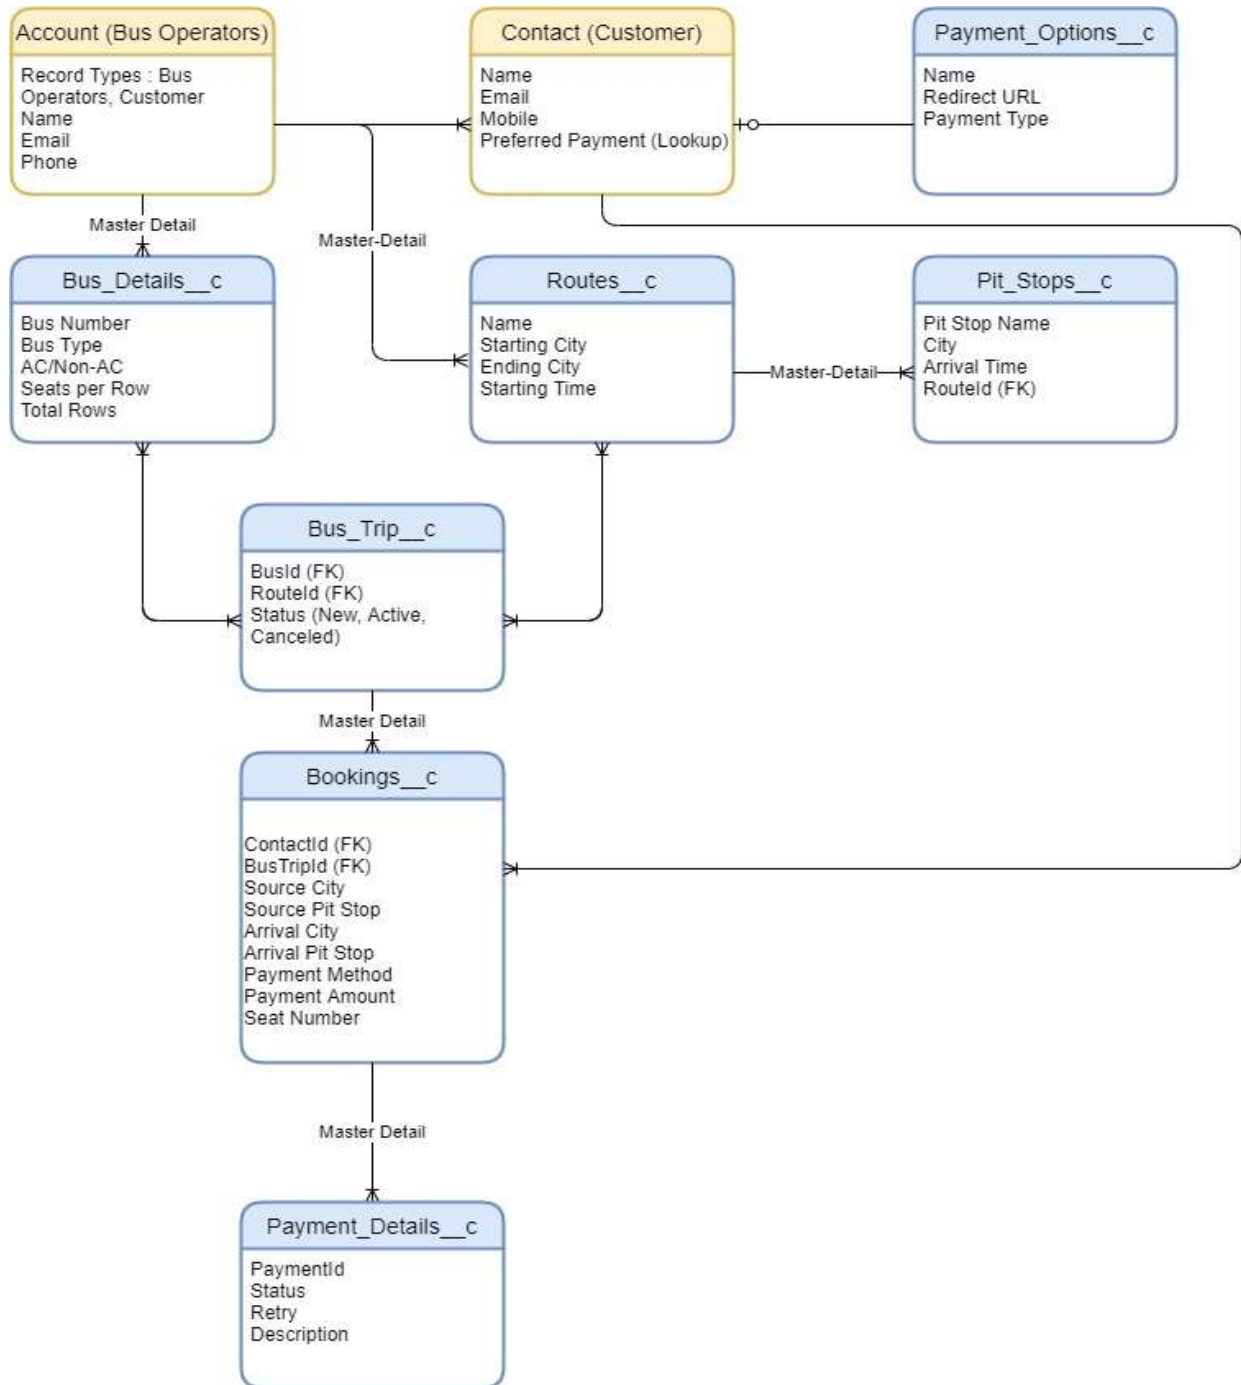 Account (Bus Operators)
Record Types : Bus
Operators, Customer
Name
Email
Phone
Contact (Customer)
Name
Email
Mobile
Preferred Payment (Lookup)
Payment_Options__c
Name
Redirect URL
Payment Type
Master Detail
Master-Detail
Bus_Details__c
Bus Number
Bus Type
AC/Non-AC
Seats per Row
Total Rows
Routes__c
Name
Starting City
Ending City
Starting Time
Master-Detail
Pit_Stops__c
Pit Stop Name
City
Arrival Time
RouteId (FK)
Bus_Trip__c
BusId (FK)
RouteId (FK)
Status (New, Active,
Canceled)
Master Detail
Bookings__c
ContactId (FK)
BusTripId (FK)
Source City
Source Pit Stop
Arrival City
Arrival Pit Stop
Payment Method
Payment Amount
Seat Number
Master Detail
Payment_Details__c
PaymentId
Status
Retry
Description